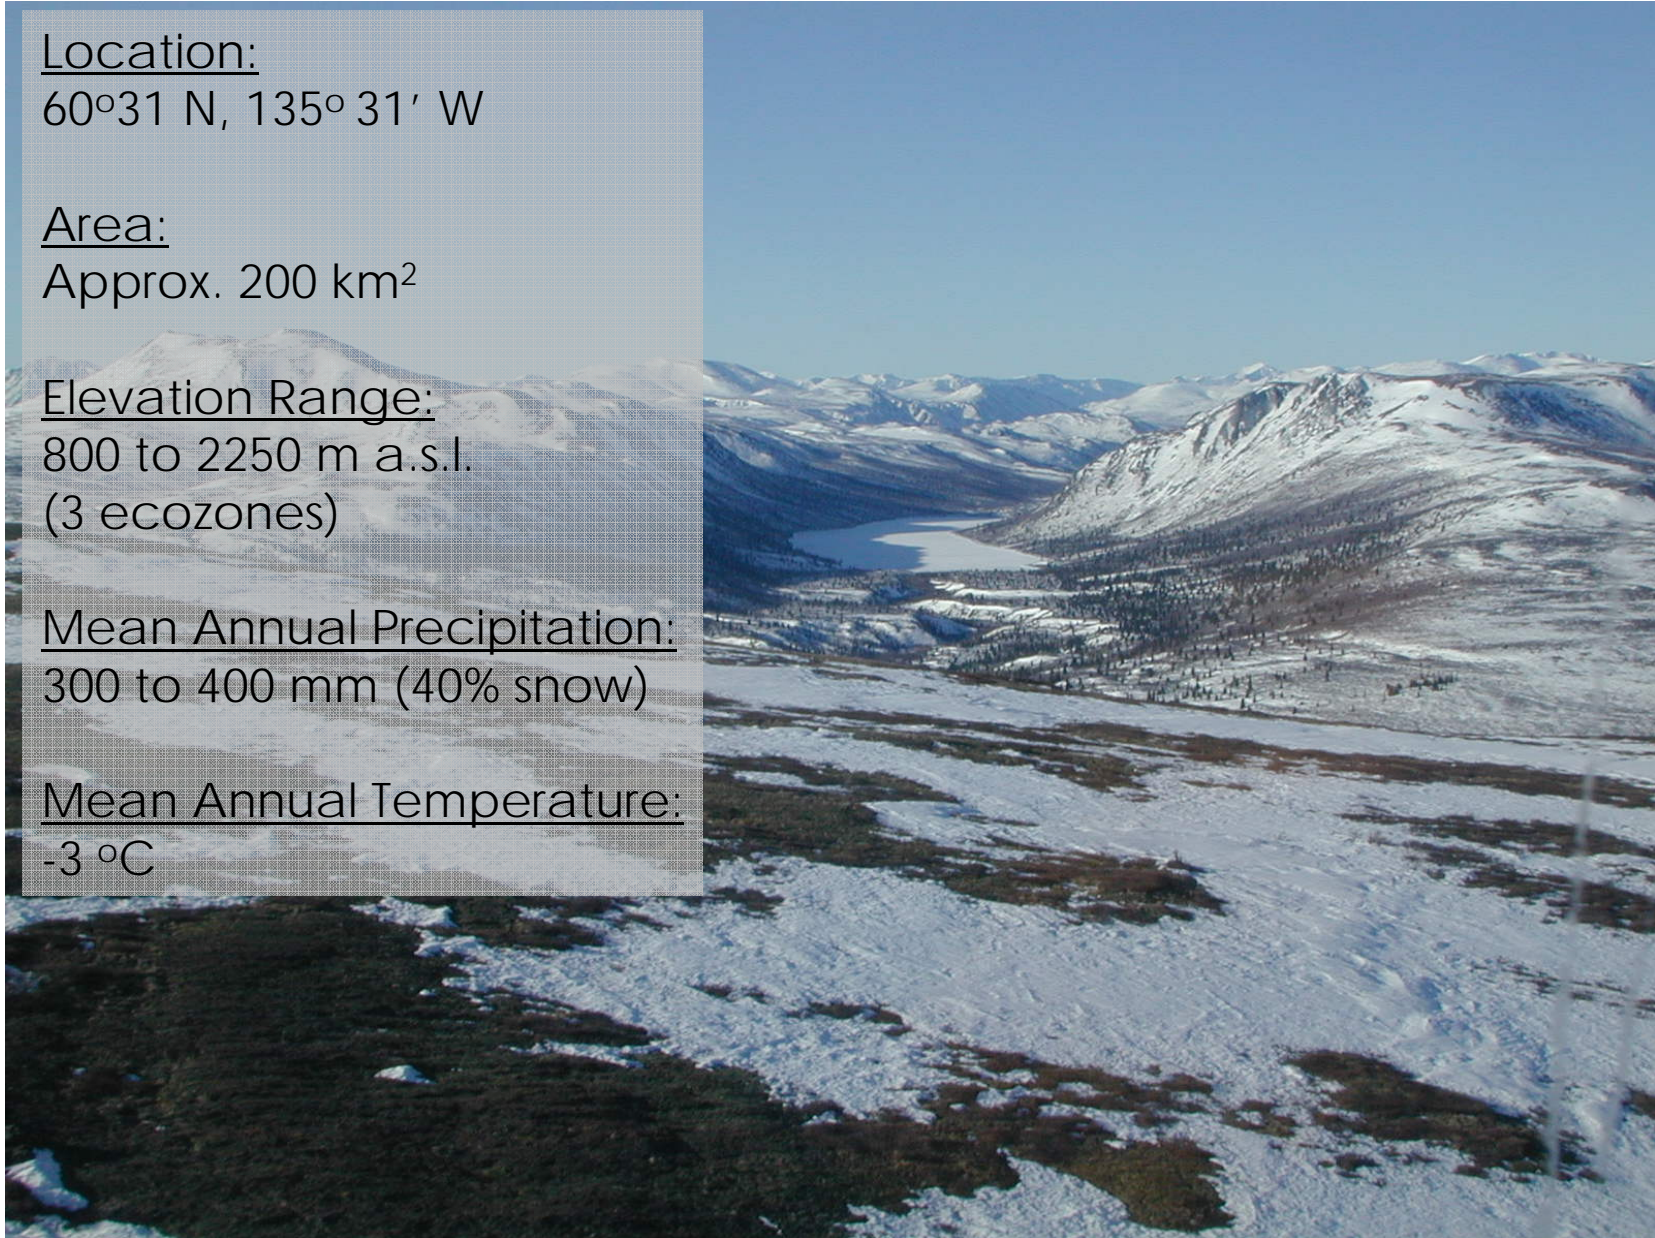 Location:
60º31 N, 135º 31’ W
Area:
Approx. 200 km²
Elevation Range:
800 to 2250 m a.s.l.
(3 ecozones)
Mean Annual Precipitation:
300 to 400 mm (40% snow)
Mean Annual Temperature:
-3 ºC